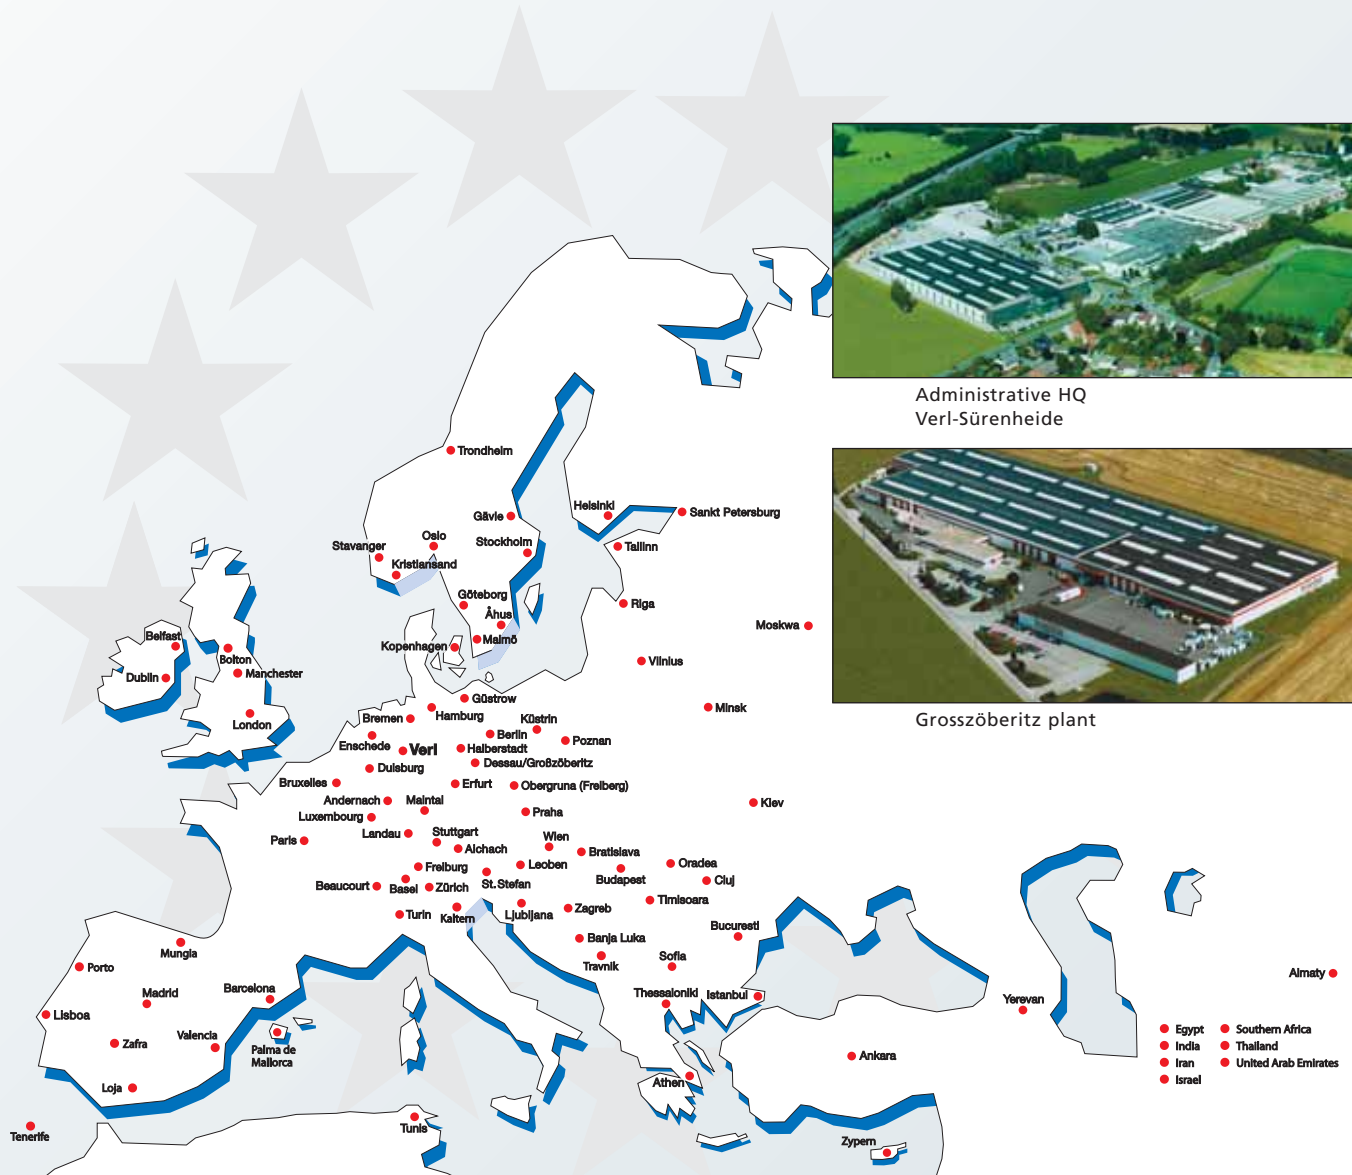 Administrative HQ
Verl-Sürenheide
Grosszöberitz plant
Trondheim
Gävle
Helsinki
Sankt Petersburg
Stavanger
Oslo
Stockholm
Tallinn
Kristiansand
Göteborg
Åhus
Riga
Moskwa
Belfast
Kopenhagen
Malmö
Bolton
Vilnius
Dublin
Manchester
Güstrow
Minsk
London
Bremen
Hamburg
Küstrin
Enschede
Verl
Berlin
Poznan
Halberstadt
Duisburg
Dessau/Großzöberitz
Bruxelles
Erfurt
Obergruna (Freiberg)
Andernach
Maintal
Kiev
Luxembourg
Praha
Paris
Landau
Stuttgart
Wien
Aichach
Bratislava
Freiburg
Leoben
Oradea
Beaucourt
Basel
Zürich
St. Stefan
Budapest
Cluj
Turin
Kaltern
Ljubljana
Zagreb
Timisoara
Mungia
Banja Luka
Bucuresti
Porto
Travnik
Sofia
Almaty
Madrid
Barcelona
Thessaloniki
Istanbul
Yerevan
Lisboa
Zafra
Valencia
Palma de
Mallorca
Ankara
Egypt
Southern Africa
India
Thailand
Iran
United Arab Emirates
Israel
Loja
Athen
Tenerife
Tunis
Zypern